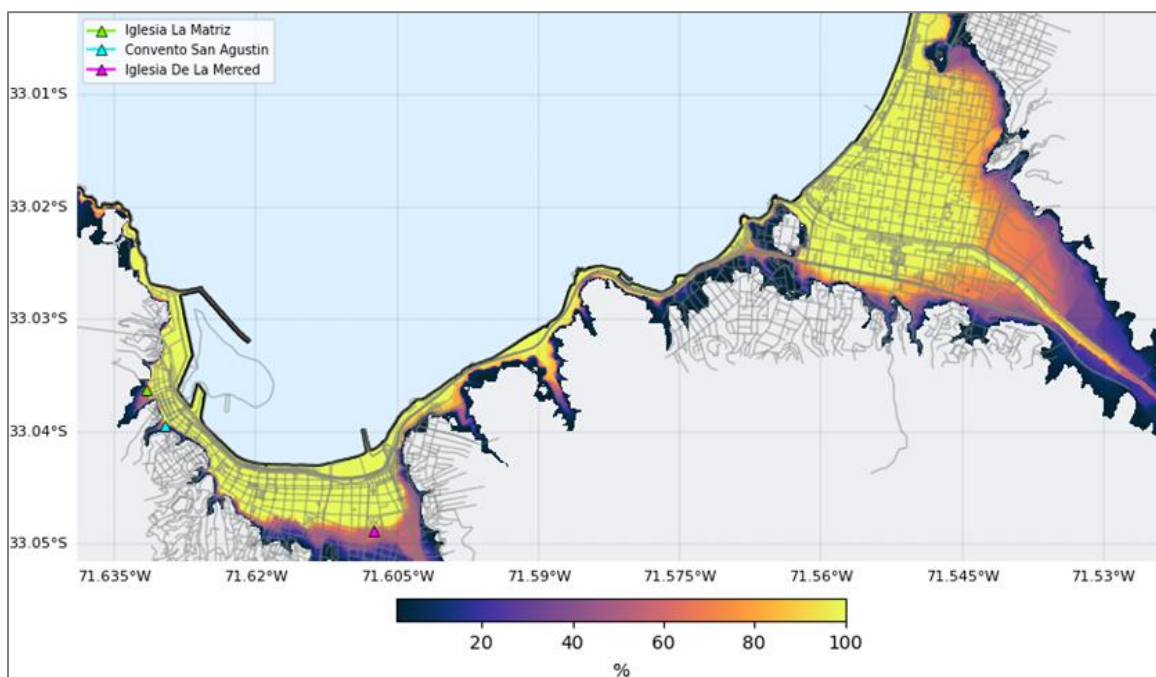 Iglesia La Matriz
Convento San Agustin
Iglesia De La Merced
33.01°S
33.02°S
33.03°S
33.04°S
33.05°S
71.635°W 71.62°W 71.605°W 71.59°W 71.575°W 71.56°W 71.545°W 71.53°W
20 40 60 80 100
%